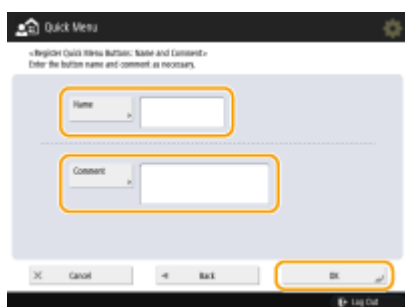 Quick Menu
<Register Quick Menu Buttons: Name and Comment>
Enter the button name and comment as necessary.
Name
Comment
Cancel
Back
OK
Log Out